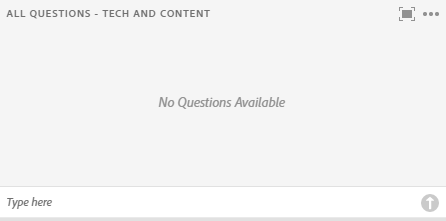 ALL QUESTIONS - TECH AND CONTENT
No Questions Available
Type here